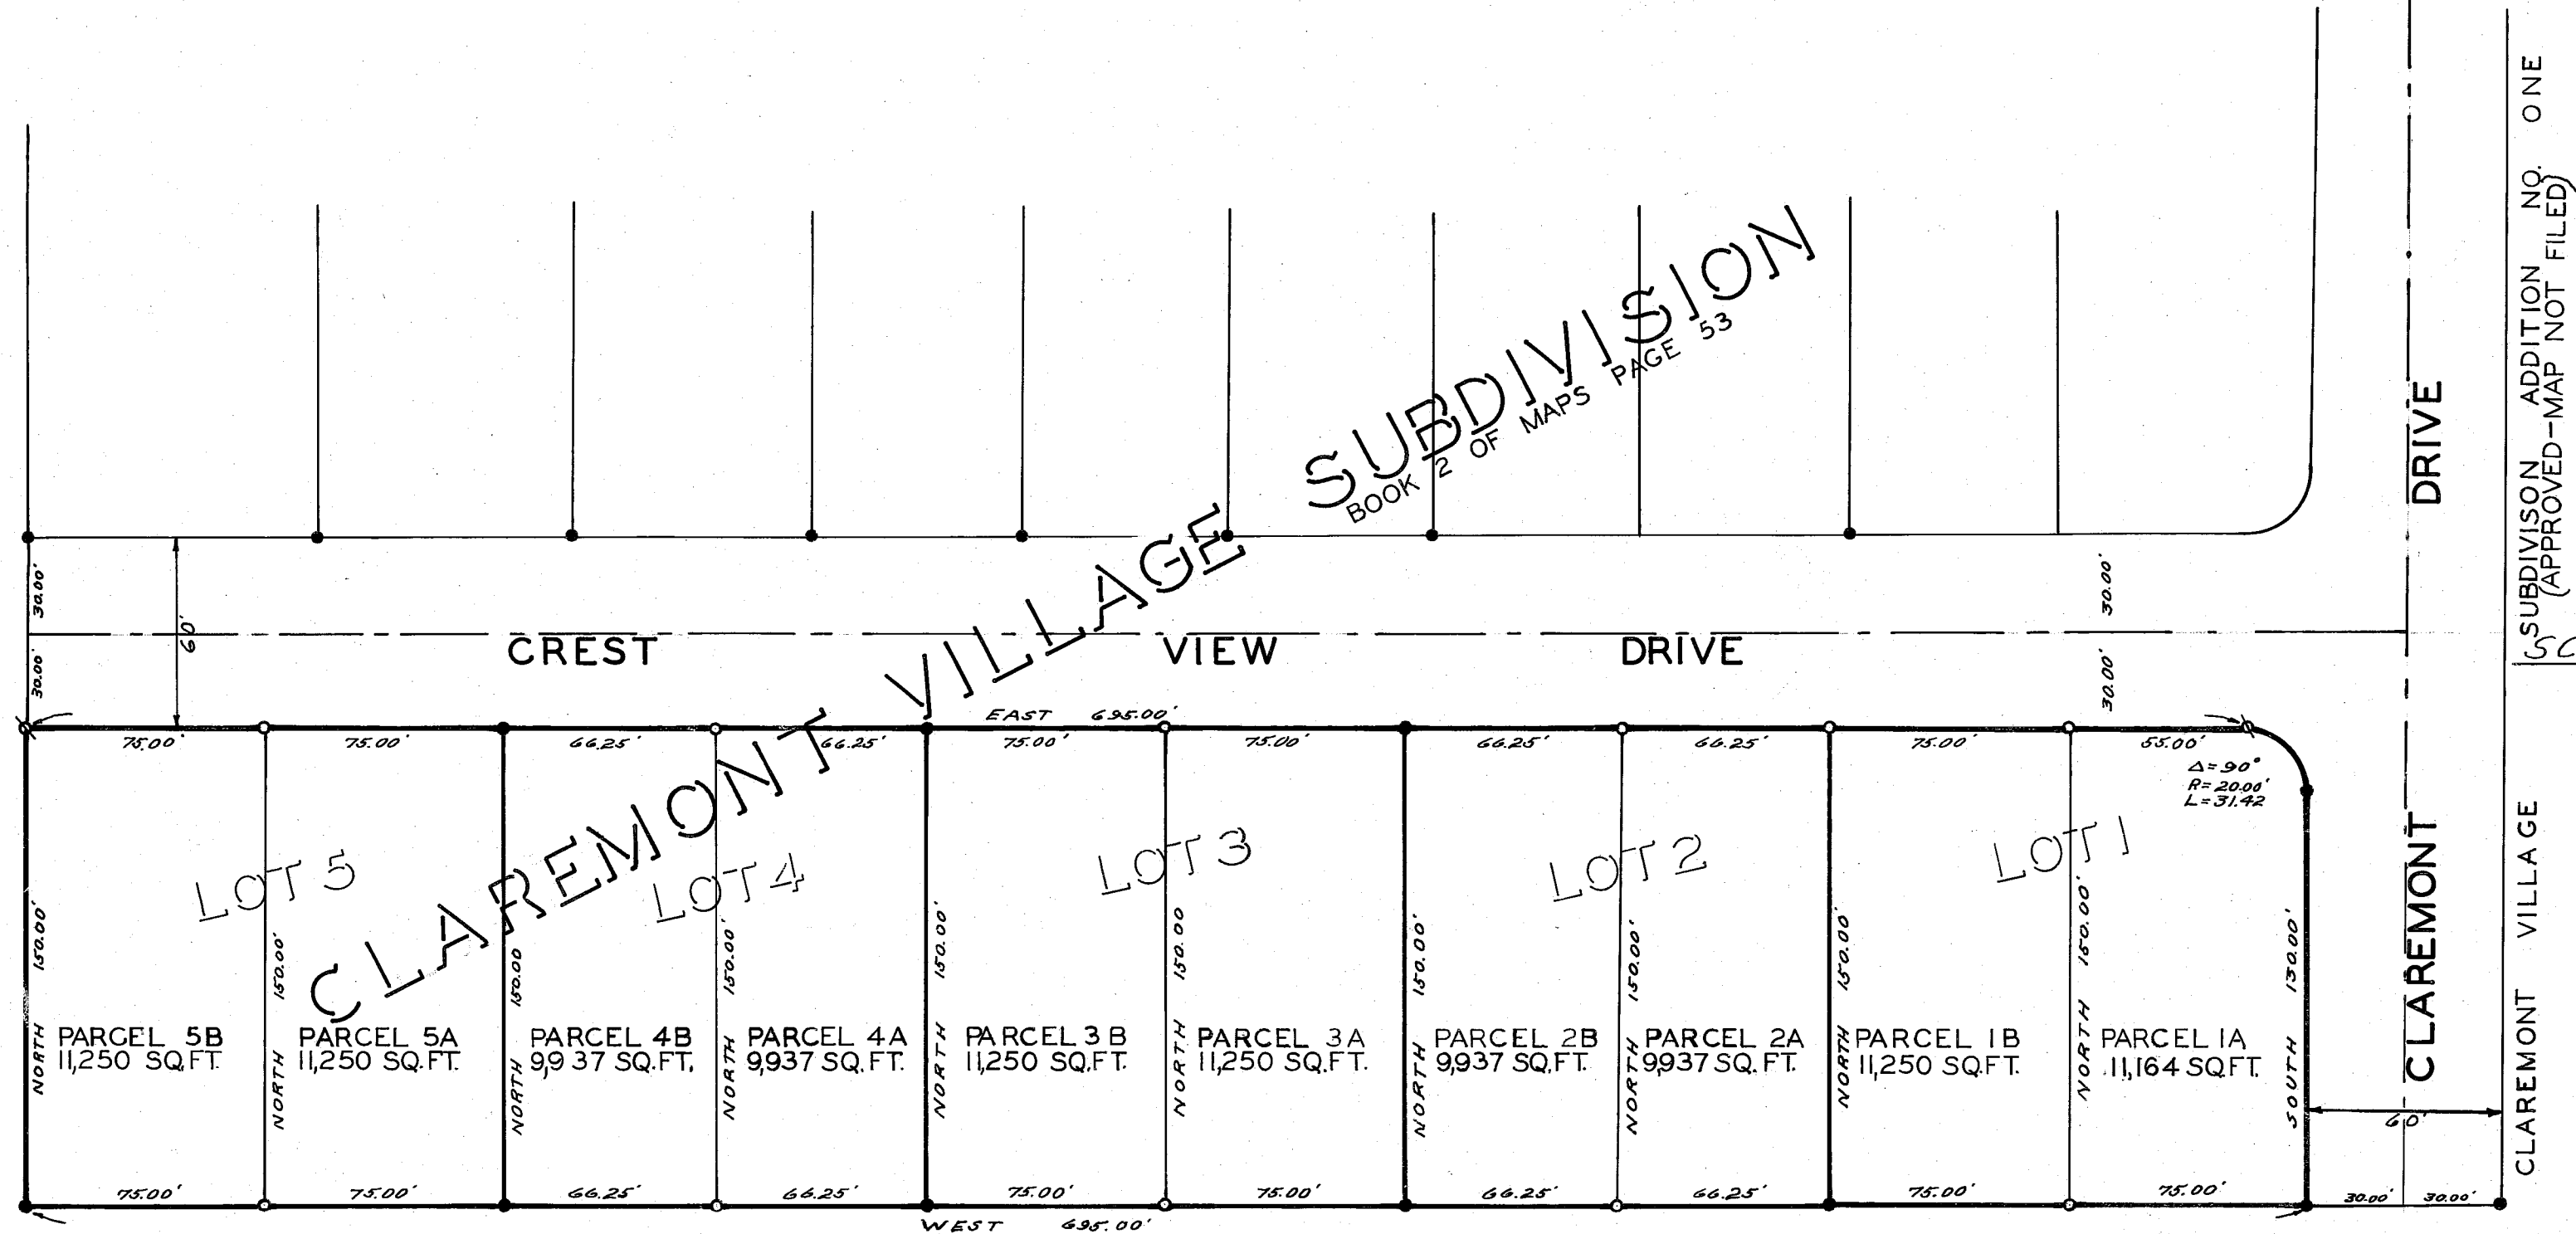 SUBDIVISON ADDITION NO. ONE
(APPROVED-MAP NOT FILED)
CLAREMONT VILLAGE
CLAREMONT DRIVE
CLAREMONT VILLAGE SUBDIVISION
BOOK 2 OF MAPS PAGE 53
30.00'
30.00'
60'
30.00'
30.00'
CREST VIEW DRIVE
EAST 695.00'
75.00'
75.00'
66.25'
66.25'
75.00'
75.00'
66.25'
66.25'
75.00'
55.00'
Δ=90°
R=20.00'
L=31.42
LOT 5
LOT 4
LOT 3
LOT 2
LOT 1
NORTH 150.00'
NORTH 150.00'
NORTH 150.00
NORTH 150.00'
NORTH 150.00'
NORTH 150.00
NORTH 150.00'
NORTH 150.00'
NORTH 150.00'
NORTH 150.00'
SOUTH 130.00'
PARCEL 5B
11,250 SQ.FT.
PARCEL 5A
11,250 SQ.FT.
PARCEL 4B
9,937 SQ.FT.
PARCEL 4A
9,937 SQ.FT.
PARCEL 3B
11,250 SQ.FT.
PARCEL 3A
11,250 SQ.FT.
PARCEL 2B
9,937 SQ.FT.
PARCEL 2A
9,937 SQ.FT.
PARCEL 1B
11,250 SQ.FT.
PARCEL 1A
11,164 SQ.FT.
60'
75.00'
75.00'
66.25'
66.25'
75.00'
75.00'
66.25'
66.25'
75.00'
75.00'
30.00'
30.00'
WEST 695.00'